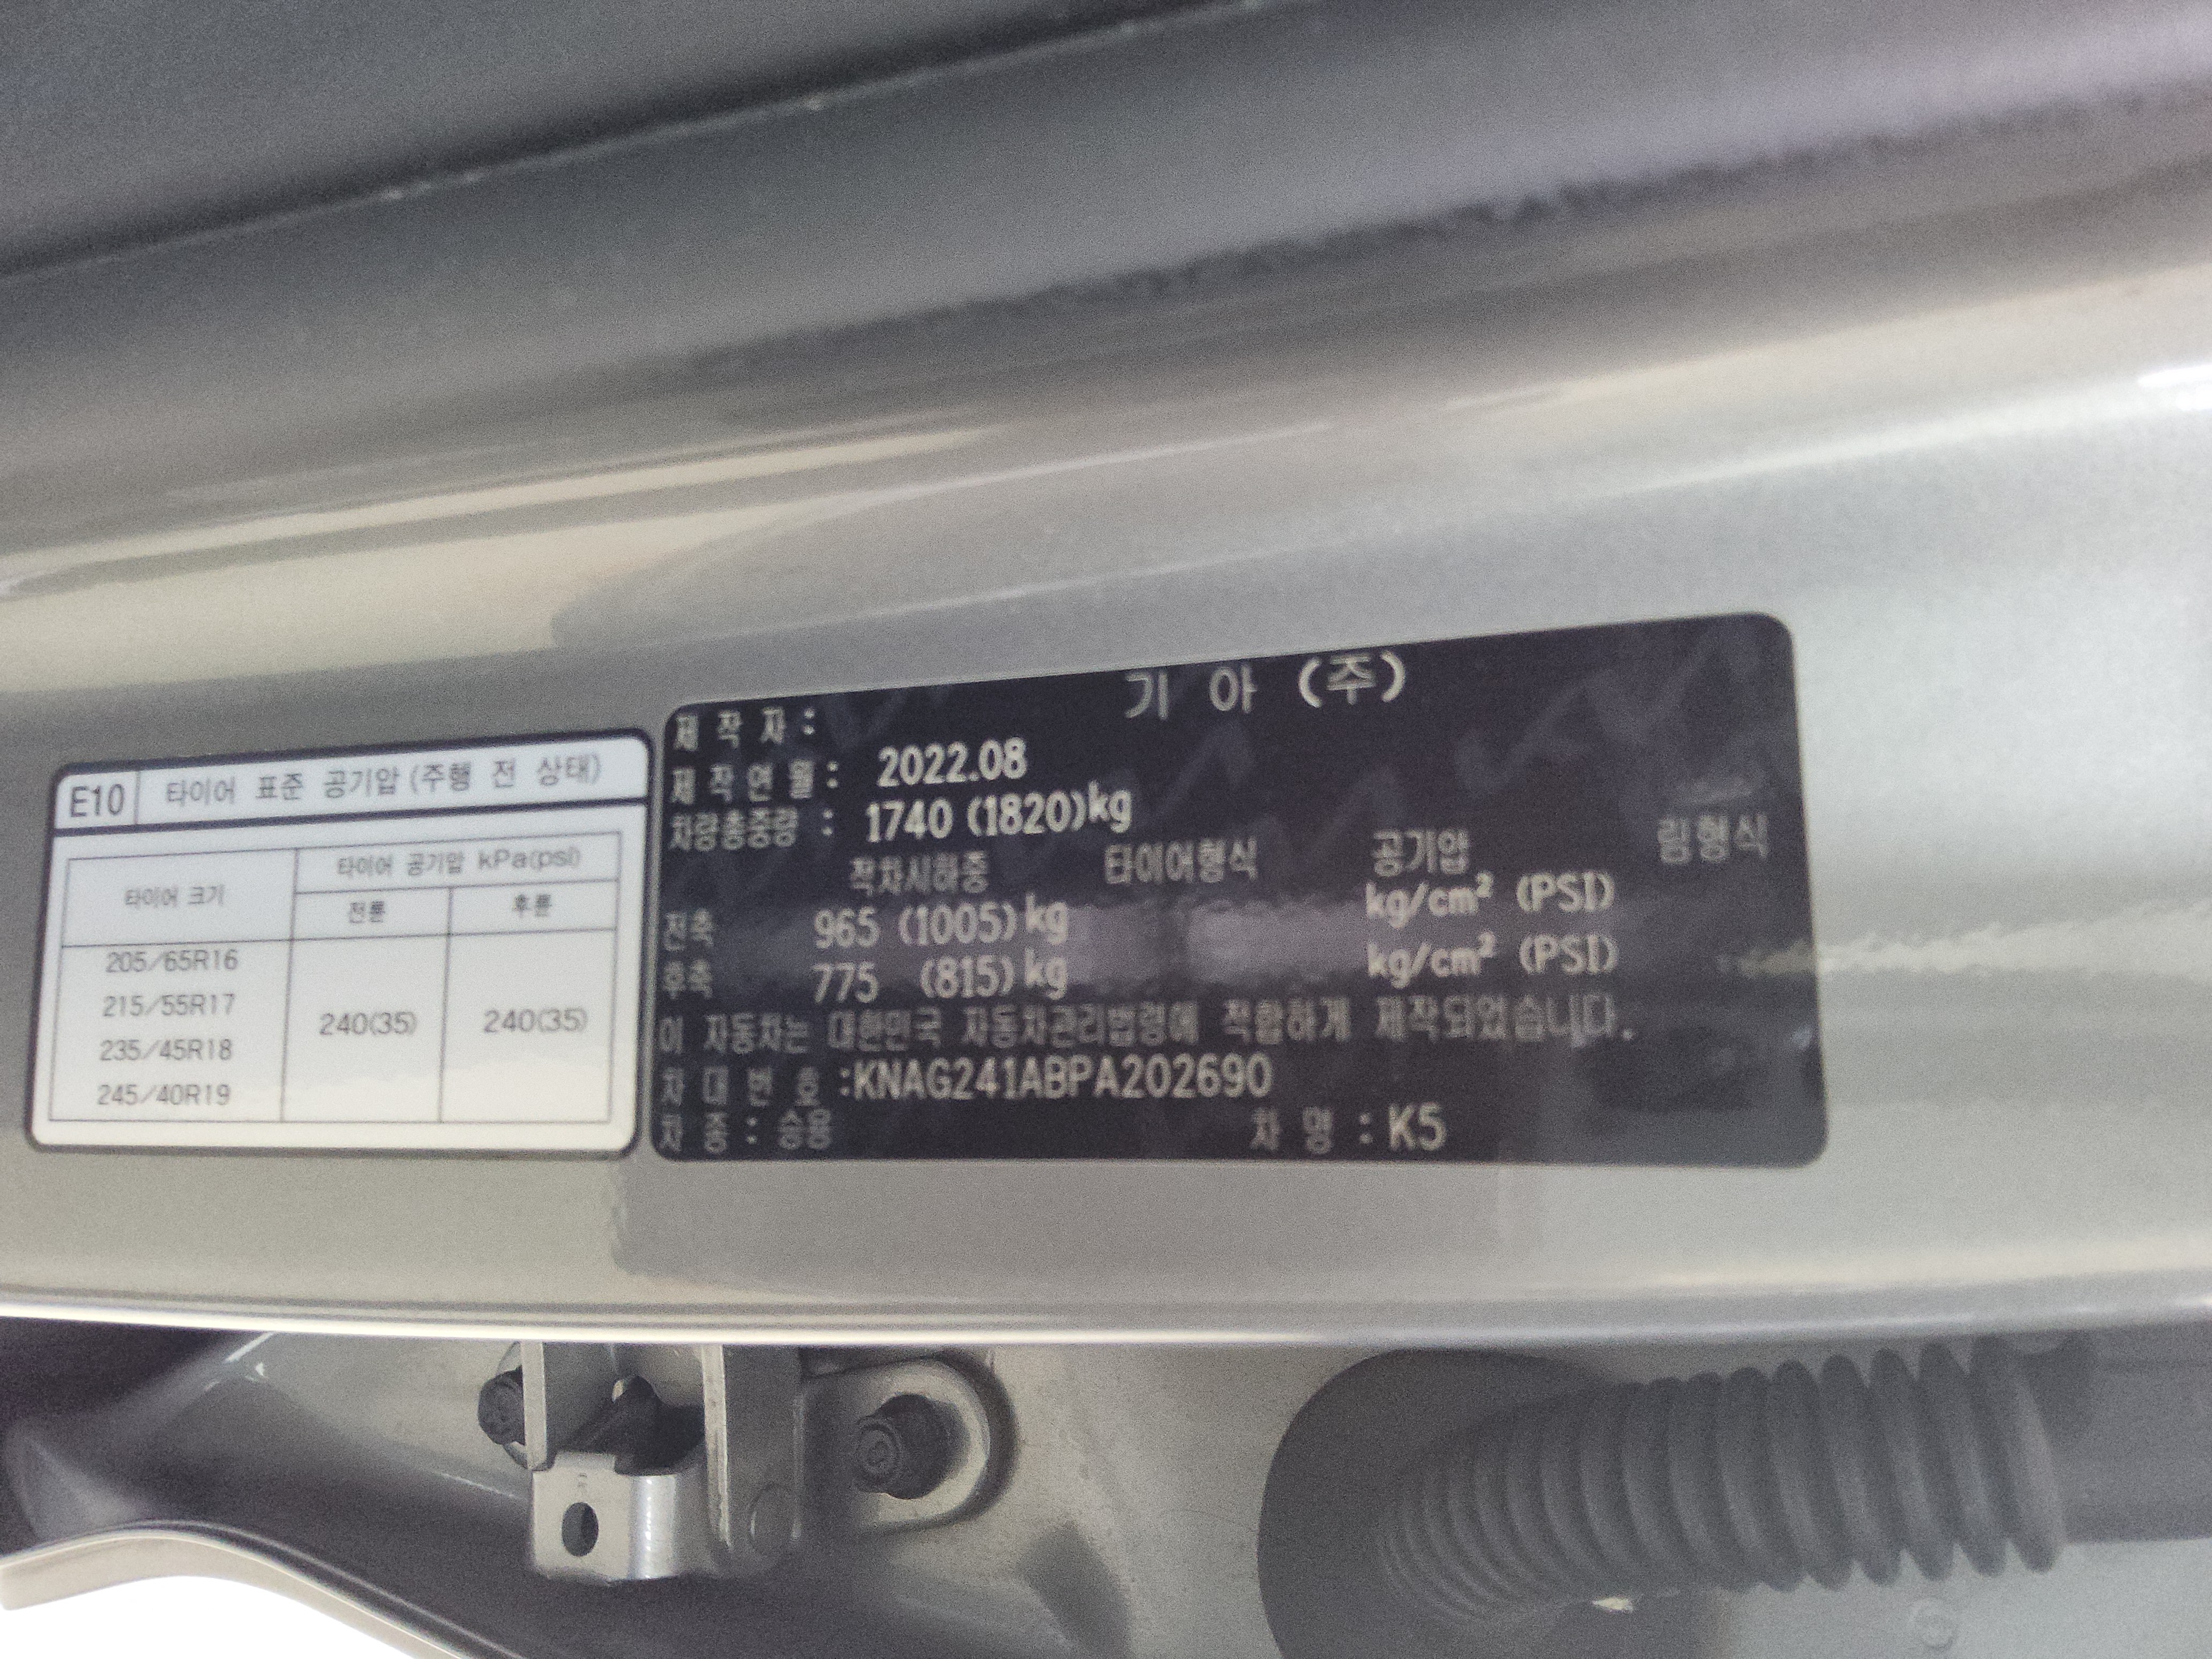 E10 타이어 표준 공기압 (주행 전 상태)
타이어 크기
타이어 공기압 kPa(psi)
전륜 후륜
205/65R16
215/55R17
235/45R18
245/40R19
240(35) 240(35)
제작자: 기아(주)
제작연월: 2022.08
차량총중량: 1740 (1820)kg
적차시하중 타이어형식 공기압 림형식
전축 965 (1005)kg kg/cm² (PSI)
후축 775 (815)kg kg/cm² (PSI)
이 자동차는 대한민국 자동차관리법령에 적합하게 제작되었습니다.
차대번호:KNAG241ABPA202690
차종: 승용 차명: K5